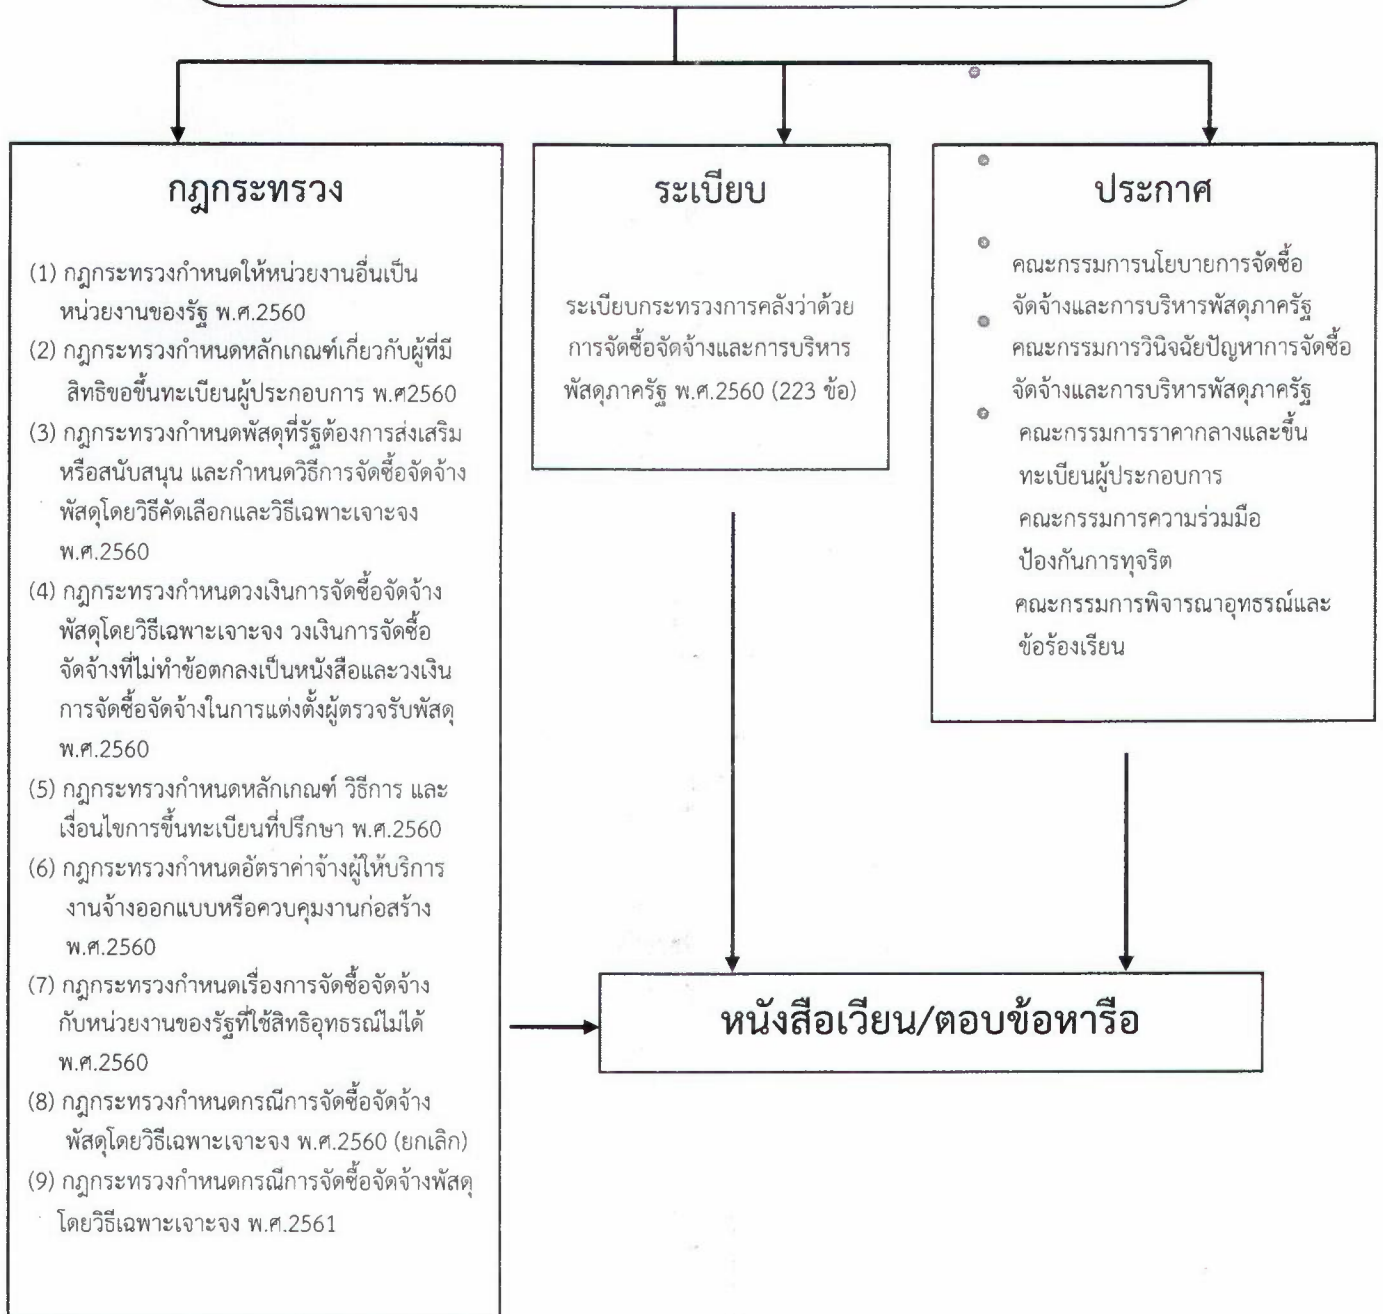 กฎกระทรวง
(1) กฎกระทรวงกำหนดให้หน่วยงานอื่นเป็น
หน่วยงานของรัฐ พ.ศ.2560
(2) กฎกระทรวงกำหนดหลักเกณฑ์เกี่ยวกับผู้ที่มี
สิทธิขอขึ้นทะเบียนผู้ประกอบการ พ.ศ2560
(3) กฎกระทรวงกำหนดพัสดุที่รัฐต้องการส่งเสริม
หรือสนับสนุน และกำหนดวิธีการจัดซื้อจัดจ้าง
พัสดุโดยวิธีคัดเลือกและวิธีเฉพาะเจาะจง
พ.ศ.2560
(4) กฎกระทรวงกำหนดวงเงินการจัดซื้อจัดจ้าง
พัสดุโดยวิธีเฉพาะเจาะจง วงเงินการจัดซื้อ
จัดจ้างที่ไม่ทำข้อตกลงเป็นหนังสือและวงเงิน
การจัดซื้อจัดจ้างในการแต่งตั้งผู้ตรวจรับพัสดุ
พ.ศ.2560
(5) กฎกระทรวงกำหนดหลักเกณฑ์ วิธีการ และ
เงื่อนไขการขึ้นทะเบียนที่ปรึกษา พ.ศ.2560
(6) กฎกระทรวงกำหนดอัตราค่าจ้างผู้ให้บริการ
งานจ้างออกแบบหรือควบคุมงานก่อสร้าง
พ.ศ.2560
(7) กฎกระทรวงกำหนดเรื่องการจัดซื้อจัดจ้าง
กับหน่วยงานของรัฐที่ใช้สิทธิอุทธรณ์ไม่ได้
พ.ศ.2560
(8) กฎกระทรวงกำหนดกรณีการจัดซื้อจัดจ้าง
พัสดุโดยวิธีเฉพาะเจาะจง พ.ศ.2560 (ยกเลิก)
(9) กฎกระทรวงกำหนดกรณีการจัดซื้อจัดจ้างพัสดุ
โดยวิธีเฉพาะเจาะจง พ.ศ.2561
ระเบียบ
ระเบียบกระทรวงการคลังว่าด้วย
การจัดซื้อจัดจ้างและการบริหาร
พัสดุภาครัฐ พ.ศ.2560 (223 ข้อ)
ประกาศ
คณะกรรมการนโยบายการจัดซื้อ
จัดจ้างและการบริหารพัสดุภาครัฐ
คณะกรรมการวินิจฉัยปัญหาการจัดซื้อ
จัดจ้างและการบริหารพัสดุภาครัฐ
คณะกรรมการราคากลางและขึ้น
ทะเบียนผู้ประกอบการ
คณะกรรมการความร่วมมือ
ป้องกันการทุจริต
คณะกรรมการพิจารณาอุทธรณ์และ
ข้อร้องเรียน
หนังสือเวียน/ตอบข้อหารือ